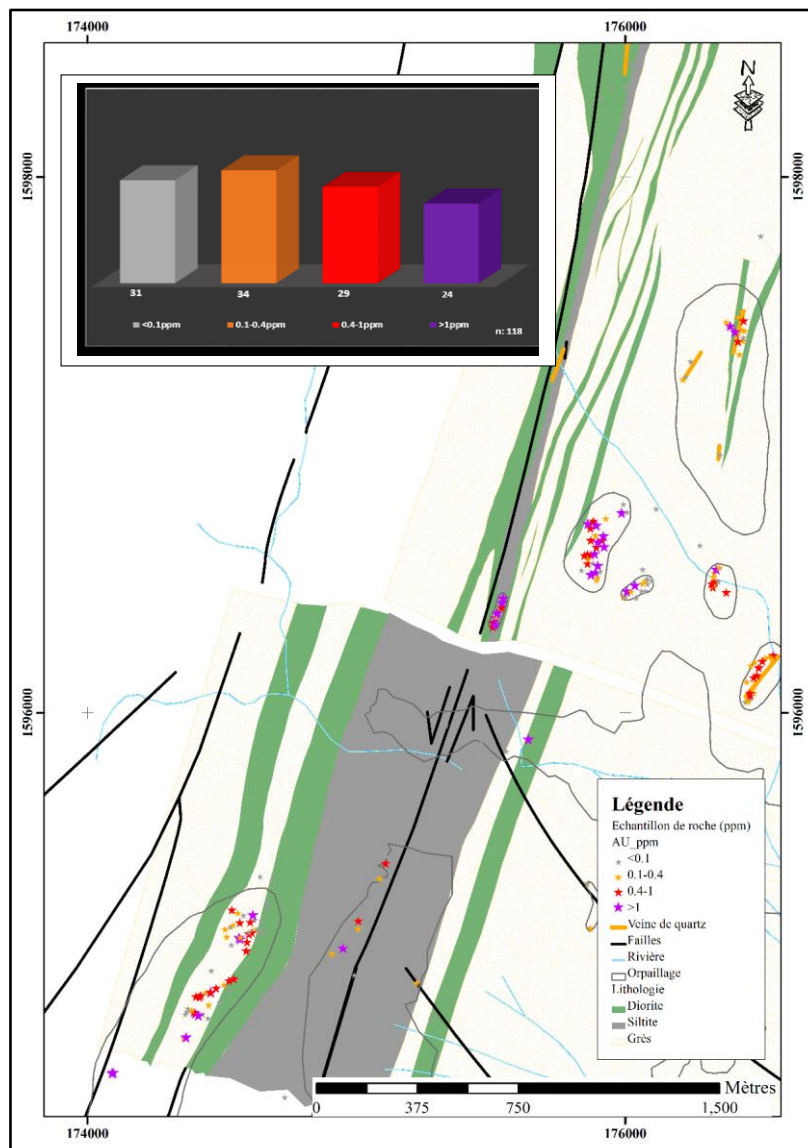 174000 176000
N
1598000 1598000
31 34 29 24
<0.1ppm 0.1-0.4ppm 0.4-1ppm >1ppm n: 118
1596000 1596000
Légende
Echantillon de roche (ppm)
AU_ppm
<0.1
0.1-0.4
0.4-1
>1
Veine de quartz
Failles
Rivière
Orpaillage
Lithologie
Diorite
Siltite
Grès
Mètres
0 375 750 1,500
174000 176000